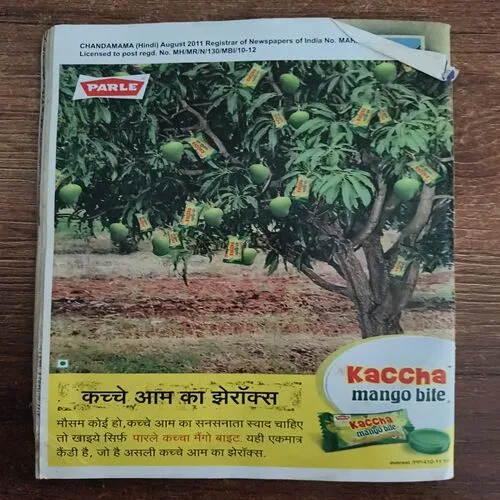 CHANDAMAMA (Hindi) August 2011 Registrar of Newspapers of India No. MAH
Licensed to post regd. No. MH/MR/N/130/MBI/10-12
PARLE
कच्चे आम का झेरॉक्स
मौसम कोई हो,कच्चे आम का सनसनाता स्वाद चाहिए
तो खाइये सिर्फ़ पारले कच्चा मैंगो बाइट. यही एकमात्र
कैंडी है, जो है असली कच्चे आम का झेरॉक्स.
Kaccha
mango bite
PARLE
Kaccha
mango bite